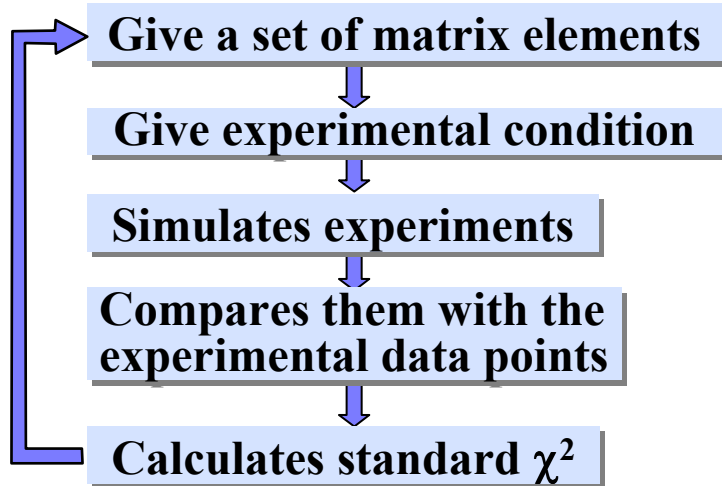 Give a set of matrix elements
Give experimental condition
Simulates experiments
Compares them with the
experimental data points
Calculates standard χ²